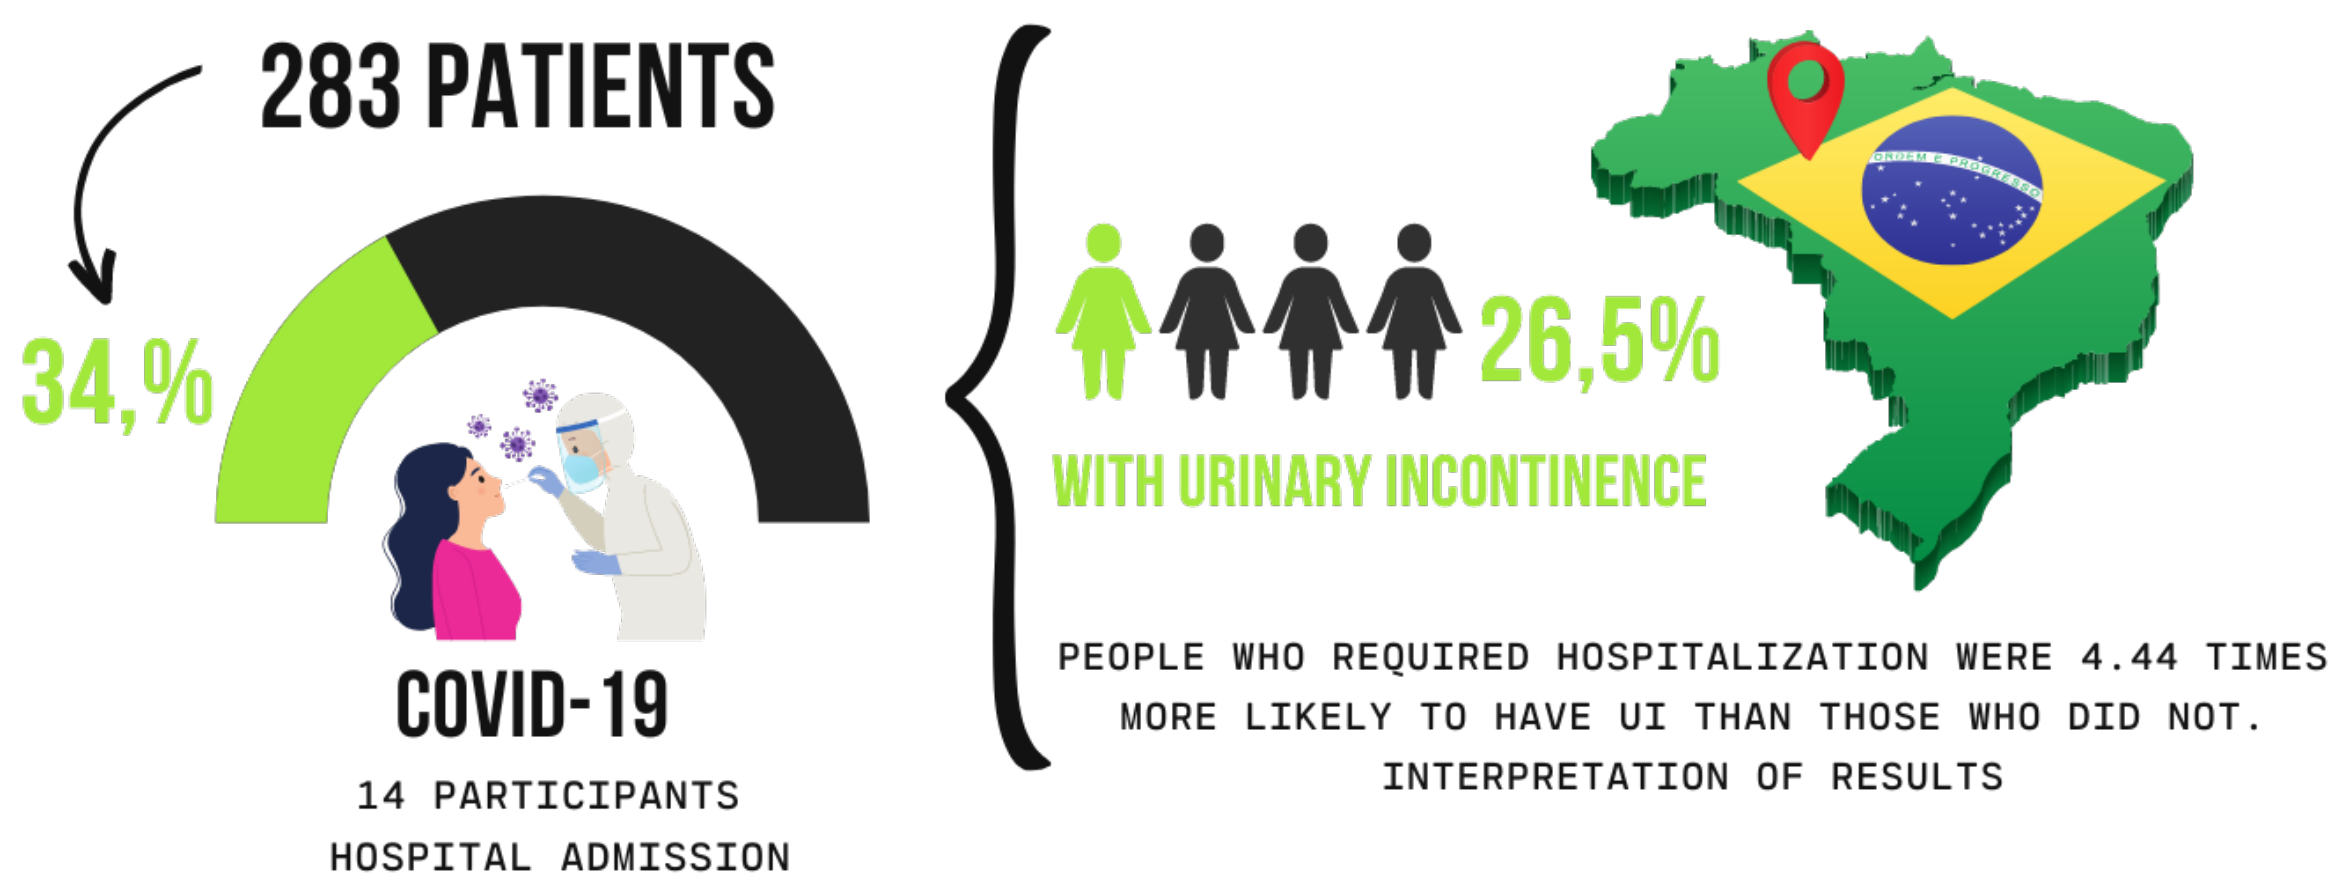 283 PATIENTS
34,%
COVID-19
14 PARTICIPANTS
HOSPITAL ADMISSION
26,5%
WITH URINARY INCONTINENCE
ORDEM E PROGRESSO
PEOPLE WHO REQUIRED HOSPITALIZATION WERE 4.44 TIMES
MORE LIKELY TO HAVE UI THAN THOSE WHO DID NOT.
INTERPRETATION OF RESULTS